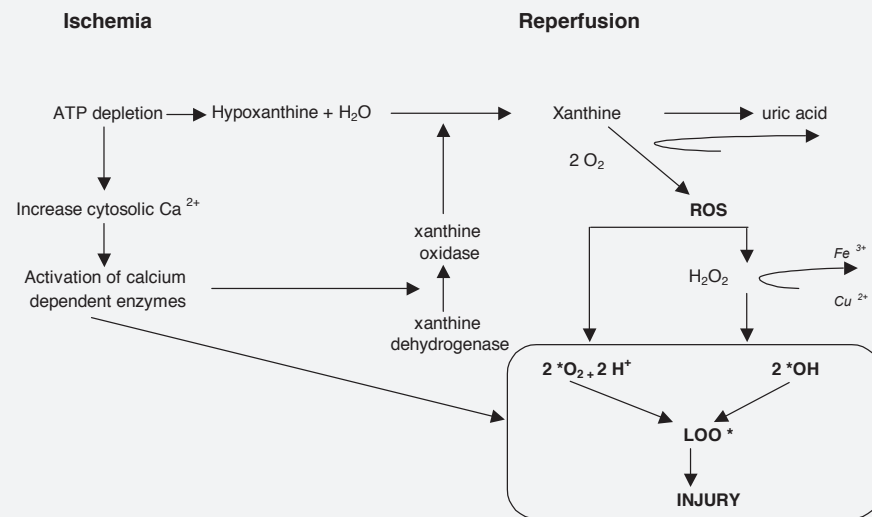 Ischemia
Reperfusion
ATP depletion
Hypoxanthine + H₂O
Xanthine
uric acid
2 O₂
Increase cytosolic Ca ²⁺
ROS
xanthine
oxidase
Activation of calcium
dependent enzymes
H₂O₂
Fe ³⁺
Cu ²⁺
xanthine
dehydrogenase
2 *O₂ ₊ 2 H⁺
2 *OH
LOO *
INJURY